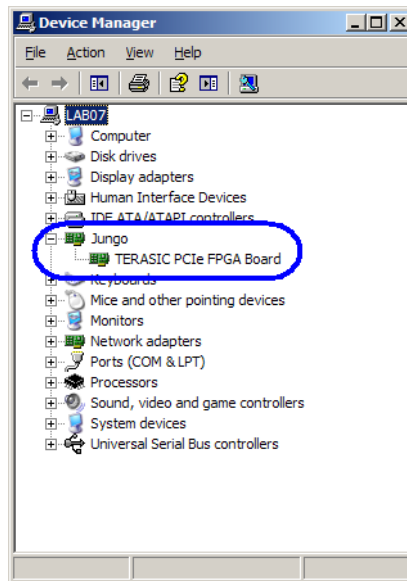 Device Manager
File Action View Help
LAB07
Computer
Disk drives
Display adapters
Human Interface Devices
IDE ATA/ATAPI controllers
Jungo
TERASIC PCIe FPGA Board
Keyboards
Mice and other pointing devices
Monitors
Network adapters
Ports (COM & LPT)
Processors
Sound, video and game controllers
System devices
Universal Serial Bus controllers